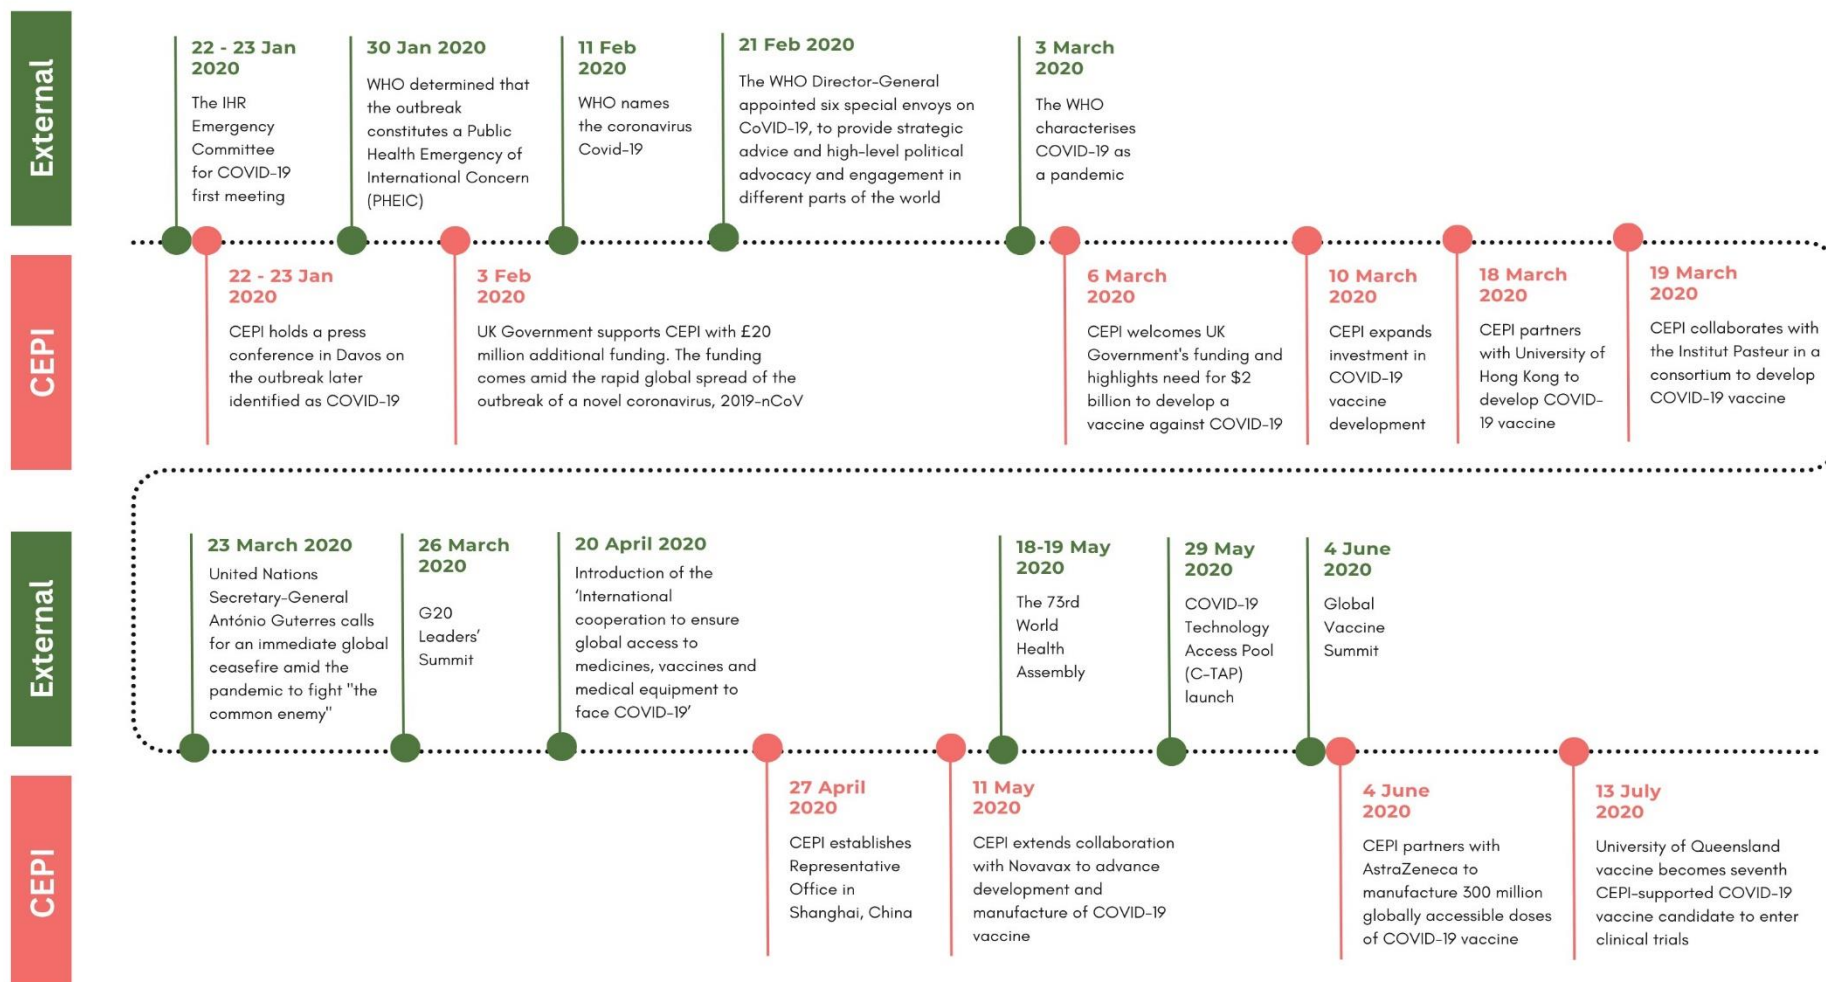 External
22 - 23 Jan
2020
The IHR
Emergency
Committee
for COVID-19
first meeting
30 Jan 2020
WHO determined that
the outbreak
constitutes a Public
Health Emergency of
International Concern
(PHEIC)
11 Feb
2020
WHO names
the coronavirus
Covid-19
21 Feb 2020
The WHO Director-General
appointed six special envoys on
CoVID-19, to provide strategic
advice and high-level political
advocacy and engagement in
different parts of the world
3 March
2020
The WHO
characterises
COVID-19 as
a pandemic
CEPI
22 - 23 Jan
2020
CEPI holds a press
conference in Davos on
the outbreak later
identified as COVID-19
3 Feb
2020
UK Government supports CEPI with £20
million additional funding. The funding
comes amid the rapid global spread of the
outbreak of a novel coronavirus, 2019-nCoV
6 March
2020
CEPI welcomes UK
Government's funding and
highlights need for $2
billion to develop a
vaccine against COVID-19
10 March
2020
CEPI expands
investment in
COVID-19
vaccine
development
18 March
2020
CEPI partners
with University of
Hong Kong to
develop COVID-
19 vaccine
19 March
2020
CEPI collaborates with
the Institut Pasteur in a
consortium to develop
COVID-19 vaccine
External
23 March 2020
United Nations
Secretary-General
António Guterres calls
for an immediate global
ceasefire amid the
pandemic to fight "the
common enemy"
26 March
2020
G20
Leaders’
Summit
20 April 2020
Introduction of the
‘International
cooperation to ensure
global access to
medicines, vaccines and
medical equipment to
face COVID-19’
18-19 May
2020
The 73rd
World
Health
Assembly
29 May
2020
COVID-19
Technology
Access Pool
(C-TAP)
launch
4 June
2020
Global
Vaccine
Summit
CEPI
27 April
2020
CEPI establishes
Representative
Office in
Shanghai, China
11 May
2020
CEPI extends collaboration
with Novavax to advance
development and
manufacture of COVID-19
vaccine
4 June
2020
CEPI partners with
AstraZeneca to
manufacture 300 million
globally accessible doses
of COVID-19 vaccine
13 July
2020
University of Queensland
vaccine becomes seventh
CEPI-supported COVID-19
vaccine candidate to enter
clinical trials